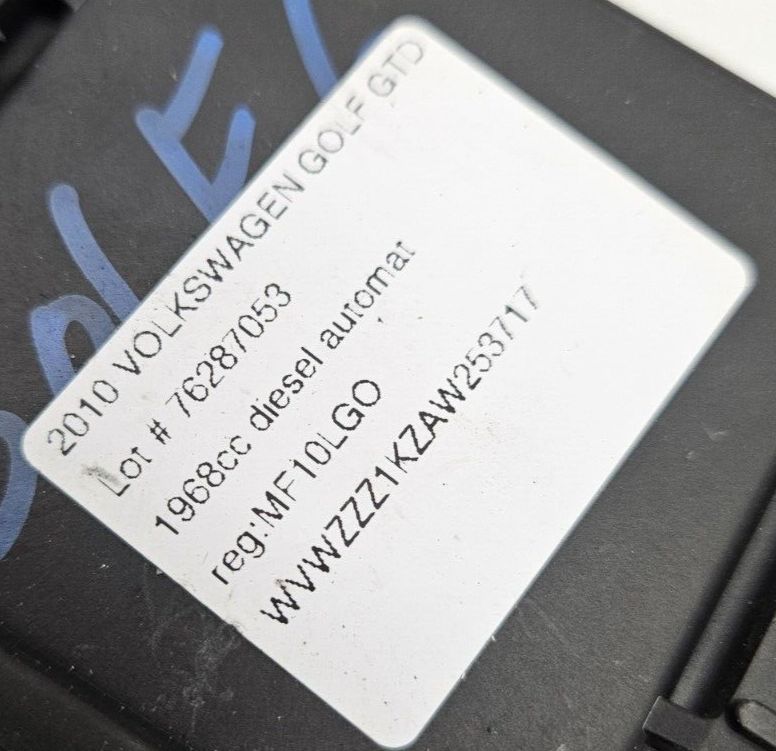 2010 VOLKSWAGEN GOLF GTD
Lot # 76287053
1968cc diesel automat
reg:MF10LGO
WVWZZZ1KZAW253717